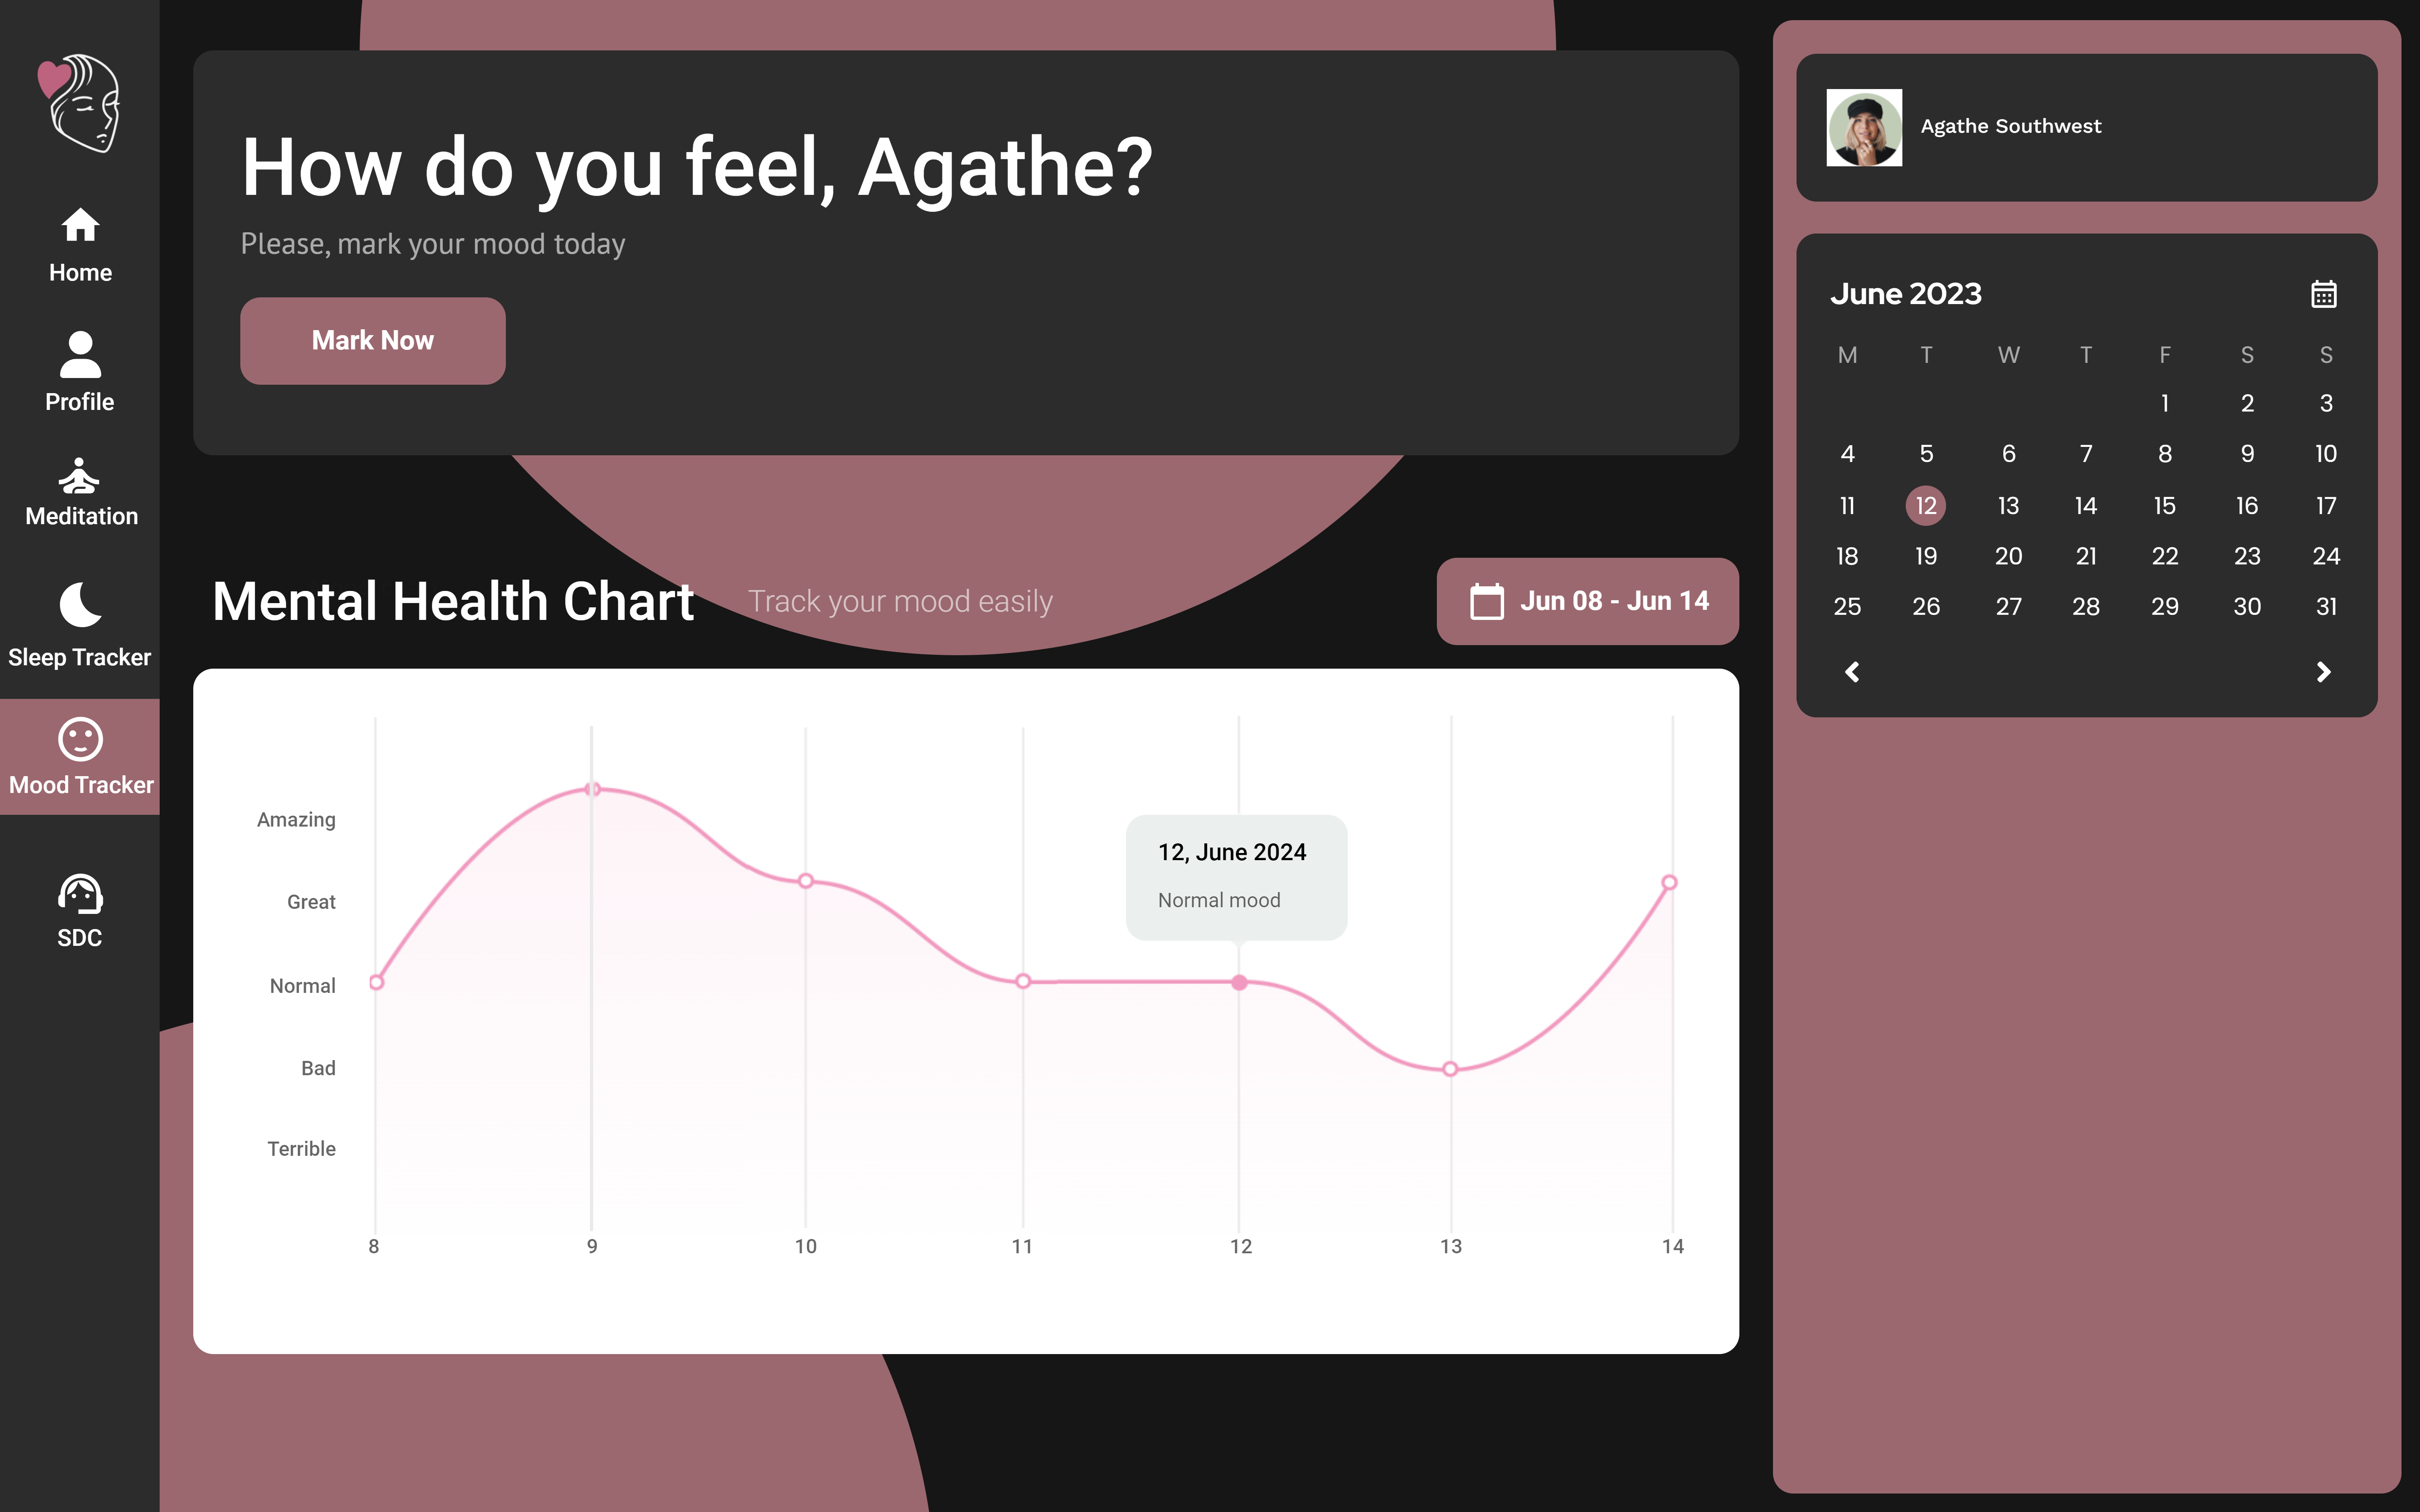 Home
Profile
Meditation
Sleep Tracker
Mood Tracker
SDC
How do you feel, Agathe?
Please, mark your mood today
Mark Now
Mental Health Chart
Track your mood easily
Jun 08 - Jun 14
Amazing
Great
Normal
Bad
Terrible
12, June 2024
Normal mood
8 9 10 11 12 13 14
Agathe Southwest
June 2023
M T W T F S S
1 2 3
4 5 6 7 8 9 10
11 12 13 14 15 16 17
18 19 20 21 22 23 24
25 26 27 28 29 30 31